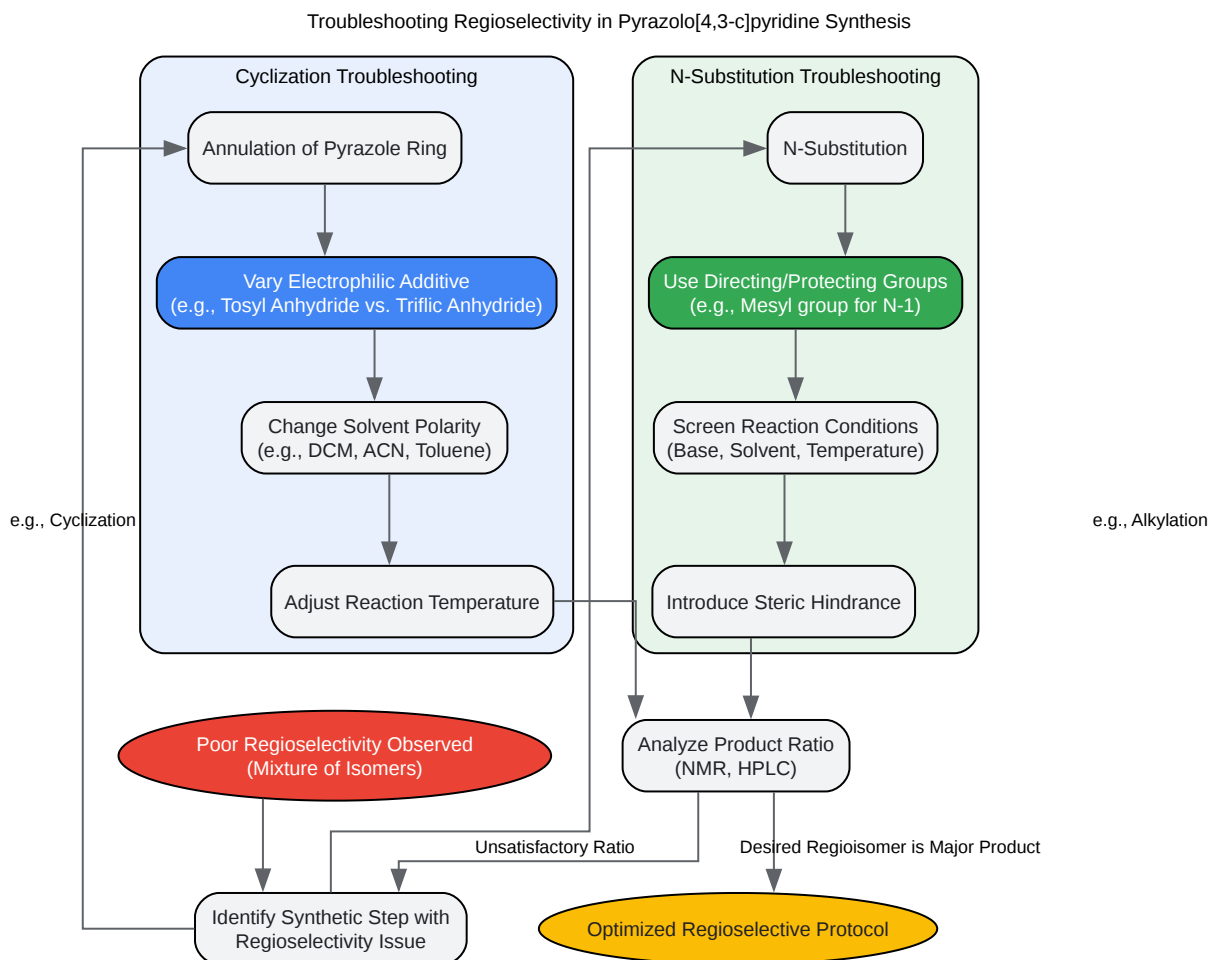 Troubleshooting Regioselectivity in Pyrazolo[4,3-c]pyridine Synthesis
Cyclization Troubleshooting
Annulation of Pyrazole Ring
Vary Electrophilic Additive
(e.g., Tosyl Anhydride vs. Triflic Anhydride)
Change Solvent Polarity
(e.g., DCM, ACN, Toluene)
e.g., Cyclization
Adjust Reaction Temperature
N-Substitution Troubleshooting
N-Substitution
Use Directing/Protecting Groups
(e.g., Mesyl group for N-1)
Screen Reaction Conditions
(Base, Solvent, Temperature)
e.g., Alkylation
Introduce Steric Hindrance
Poor Regioselectivity Observed
(Mixture of Isomers)
Analyze Product Ratio
(NMR, HPLC)
Unsatisfactory Ratio
Desired Regioisomer is Major Product
Identify Synthetic Step with
Regioselectivity Issue
Optimized Regioselective Protocol